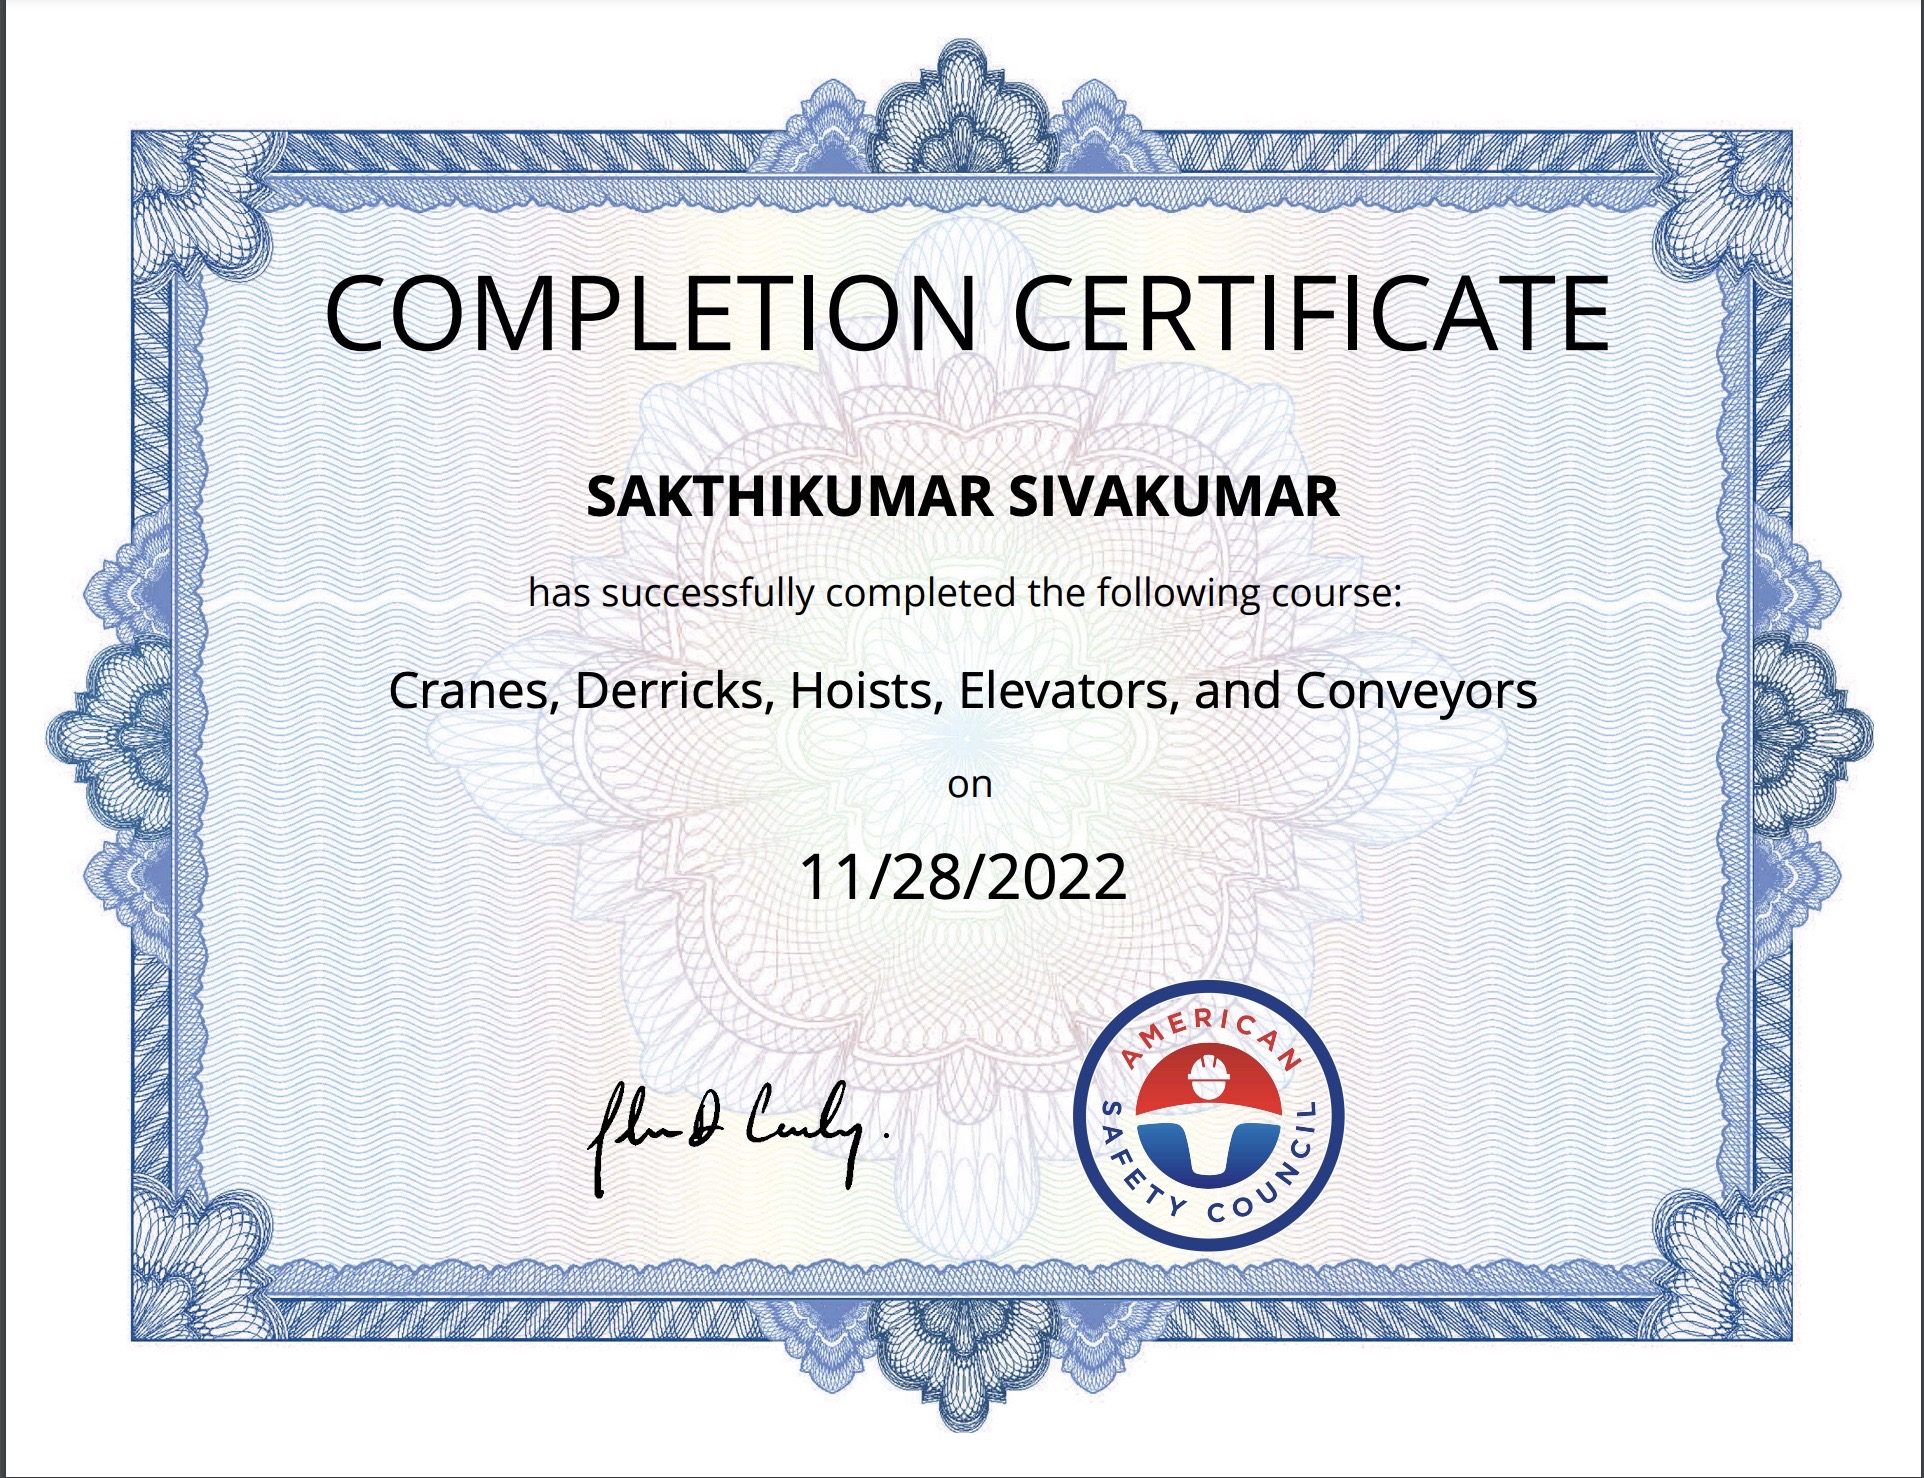 COMPLETION CERTIFICATE
SAKTHIKUMAR SIVAKUMAR
has successfully completed the following course:
Cranes, Derricks, Hoists, Elevators, and Conveyors
on
11/28/2022
AMERICAN
SAFETY COUNCIL